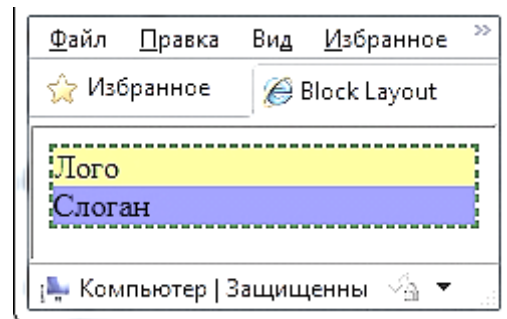 Файл Правка Вид Избранное »
Избранное Block Layout
Лого
Слоган
Компьютер | Защищенны